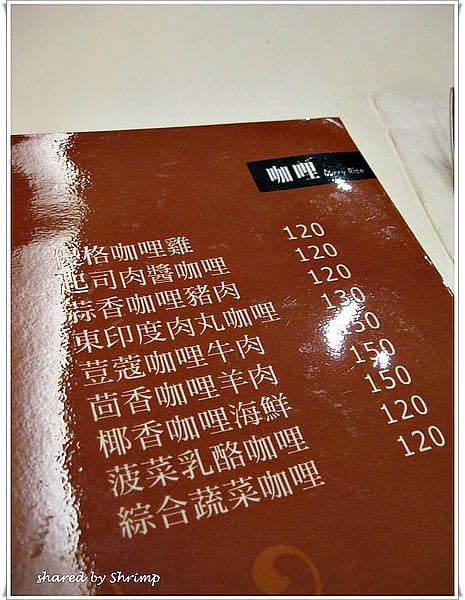 咖哩 Curry Rice
優格咖哩雞 120
起司肉醬咖哩 120
蒜香咖哩豬肉 120
東印度肉丸咖哩 130
荳蔻咖哩牛肉 150
茴香咖哩羊肉 150
椰香咖哩海鮮 150
菠菜乳酪咖哩 120
綜合蔬菜咖哩 120
shared by Shrimp